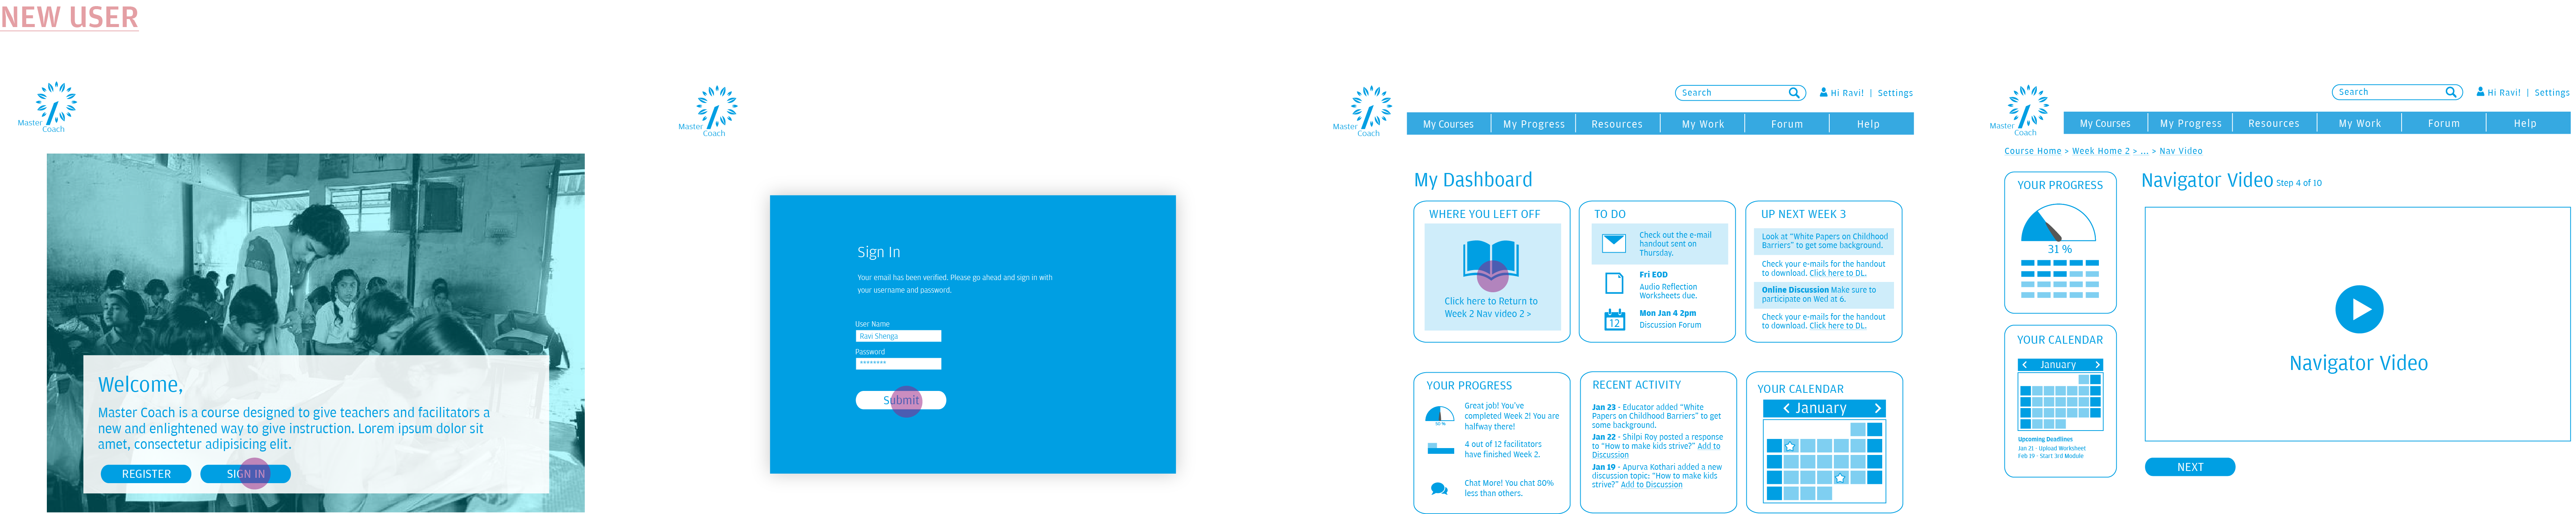 NEW USER
Master
Coach
Welcome,
Master Coach is a course designed to give teachers and facilitators a
new and enlightened way to give instruction. Lorem ipsum dolor sit
amet, consectetur adipisicing elit.
REGISTER
SIGN IN
Master
Coach
Sign In
Your email has been verified. Please go ahead and sign in with
your username and password.
User Name
Ravi Shenga
Password
********
Submit
Master
Coach
Search
Hi Ravi! | Settings
My Courses
My Progress
Resources
My Work
Forum
Help
My Dashboard
WHERE YOU LEFT OFF
Click here to Return to
Week 2 Nav video 2 >
TO DO
Check out the e-mail
handout sent on
Thursday.
Fri EOD
Audio Reflection
Worksheets due.
12
Mon Jan 4 2pm
Discussion Forum
UP NEXT WEEK 3
Look at "White Papers on Childhood
Barriers" to get some background.
Check your e-mails for the handout
to download. Click here to DL.
Online Discussion Make sure to
participate on Wed at 6.
Check your e-mails for the handout
to download. Click here to DL.
YOUR PROGRESS
Great job! You've
completed Week 2! You are
halfway there!
50 %
4 out of 12 facilitators
have finished Week 2.
Chat More! You chat 80%
less than others.
RECENT ACTIVITY
Jan 23 - Educator added "White
Papers on Childhood Barriers" to get
some background.
Jan 22 - Shilpi Roy posted a response
to "How to make kids strive?" Add to
Discussion
Jan 19 - Apurva Kothari added a new
discussion topic: "How to make kids
strive?" Add to Discussion
YOUR CALENDAR
< January >
Master
Coach
Search
Hi Ravi! | Settings
My Courses
My Progress
Resources
My Work
Forum
Help
Course Home > Week Home 2 > ... > Nav Video
YOUR PROGRESS
31 %
YOUR CALENDAR
< January >
Upcoming Deadlines
Jan 21 - Upload Worksheet
Feb 19 - Start 3rd Module
Navigator Video Step 4 of 10
Navigator Video
NEXT